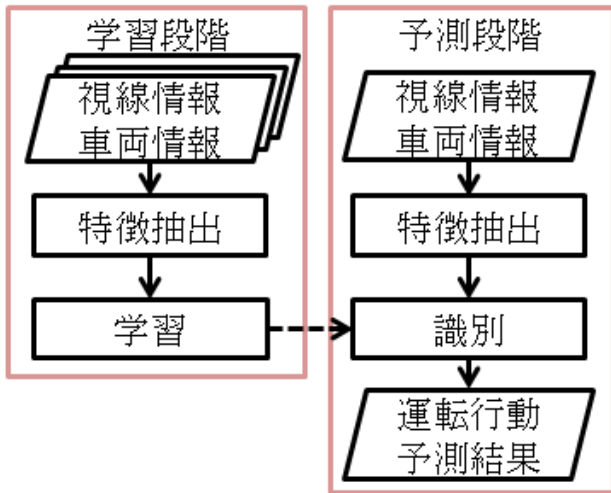 学習段階
視線情報
車両情報
特徴抽出
学習
予測段階
視線情報
車両情報
特徴抽出
識別
運転行動
予測結果